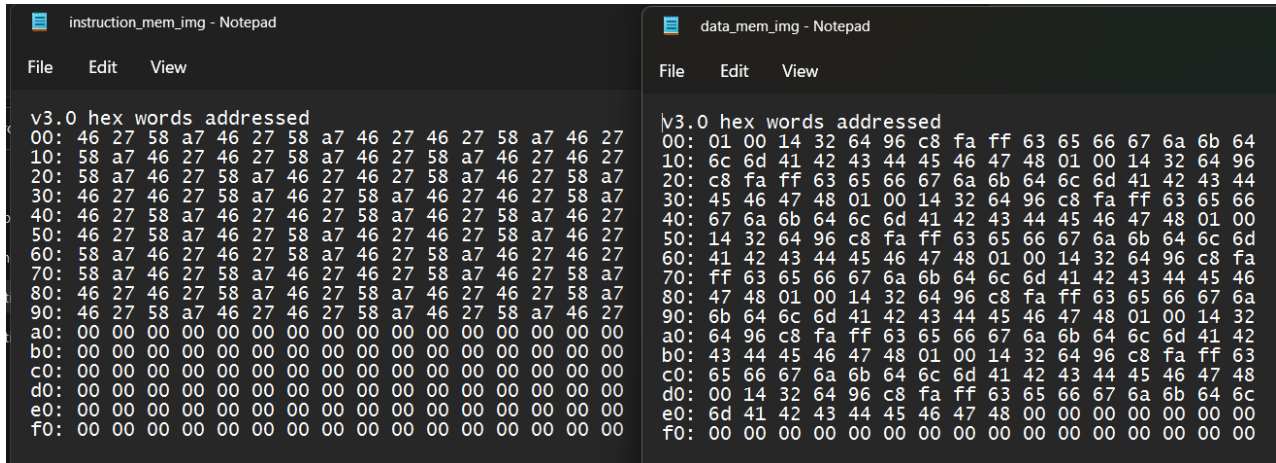 instruction_mem_img - Notepad
File Edit View
v3.0 hex words addressed
00: 46 27 58 a7 46 27 58 a7 46 27 46 27 58 a7 46 27
10: 58 a7 46 27 46 27 58 a7 46 27 58 a7 46 27 46 27
20: 58 a7 46 27 58 a7 46 27 46 27 58 a7 46 27 58 a7
30: 46 27 46 27 58 a7 46 27 58 a7 46 27 46 27 58 a7
40: 46 27 58 a7 46 27 46 27 58 a7 46 27 58 a7 46 27
50: 46 27 58 a7 46 27 58 a7 46 27 46 27 58 a7 46 27
60: 58 a7 46 27 46 27 58 a7 46 27 58 a7 46 27 46 27
70: 58 a7 46 27 58 a7 46 27 46 27 58 a7 46 27 58 a7
80: 46 27 46 27 58 a7 46 27 58 a7 46 27 46 27 58 a7
90: 46 27 58 a7 46 27 46 27 58 a7 46 27 58 a7 46 27
a0: 00 00 00 00 00 00 00 00 00 00 00 00 00 00 00 00
b0: 00 00 00 00 00 00 00 00 00 00 00 00 00 00 00 00
c0: 00 00 00 00 00 00 00 00 00 00 00 00 00 00 00 00
d0: 00 00 00 00 00 00 00 00 00 00 00 00 00 00 00 00
e0: 00 00 00 00 00 00 00 00 00 00 00 00 00 00 00 00
f0: 00 00 00 00 00 00 00 00 00 00 00 00 00 00 00 00
data_mem_img - Notepad
File Edit View
v3.0 hex words addressed
00: 01 00 14 32 64 96 c8 fa ff 63 65 66 67 6a 6b 64
10: 6c 6d 41 42 43 44 45 46 47 48 01 00 14 32 64 96
20: c8 fa ff 63 65 66 67 6a 6b 64 6c 6d 41 42 43 44
30: 45 46 47 48 01 00 14 32 64 96 c8 fa ff 63 65 66
40: 67 6a 6b 64 6c 6d 41 42 43 44 45 46 47 48 01 00
50: 14 32 64 96 c8 fa ff 63 65 66 67 6a 6b 64 6c 6d
60: 41 42 43 44 45 46 47 48 01 00 14 32 64 96 c8 fa
70: ff 63 65 66 67 6a 6b 64 6c 6d 41 42 43 44 45 46
80: 47 48 01 00 14 32 64 96 c8 fa ff 63 65 66 67 6a
90: 6b 64 6c 6d 41 42 43 44 45 46 47 48 01 00 14 32
a0: 64 96 c8 fa ff 63 65 66 67 6a 6b 64 6c 6d 41 42
b0: 43 44 45 46 47 48 01 00 14 32 64 96 c8 fa ff 63
c0: 65 66 67 6a 6b 64 6c 6d 41 42 43 44 45 46 47 48
d0: 00 14 32 64 96 c8 fa ff 63 65 66 67 6a 6b 64 6c
e0: 6d 41 42 43 44 45 46 47 48 00 00 00 00 00 00 00
f0: 00 00 00 00 00 00 00 00 00 00 00 00 00 00 00 00